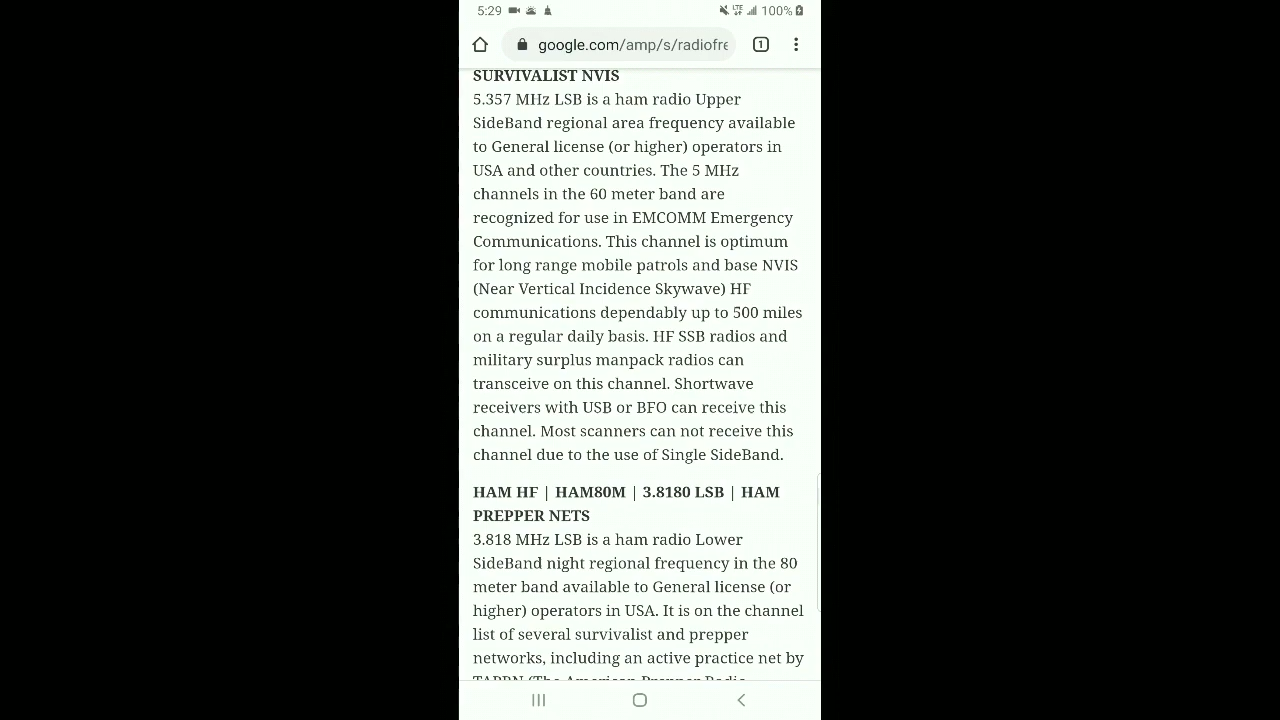 5:29 LTE 100%
google.com/amp/s/radiofre 1
SURVIVALIST NVIS
5.357 MHz LSB is a ham radio Upper
SideBand regional area frequency available
to General license (or higher) operators in
USA and other countries. The 5 MHz
channels in the 60 meter band are
recognized for use in EMCOMM Emergency
Communications. This channel is optimum
for long range mobile patrols and base NVIS
(Near Vertical Incidence Skywave) HF
communications dependably up to 500 miles
on a regular daily basis. HF SSB radios and
military surplus manpack radios can
transceive on this channel. Shortwave
receivers with USB or BFO can receive this
channel. Most scanners can not receive this
channel due to the use of Single SideBand.
HAM HF | HAM80M | 3.8180 LSB | HAM
PREPPER NETS
3.818 MHz LSB is a ham radio Lower
SideBand night regional frequency in the 80
meter band available to General license (or
higher) operators in USA. It is on the channel
list of several survivalist and prepper
networks, including an active practice net by
TAPRN (The American Prepper Radio